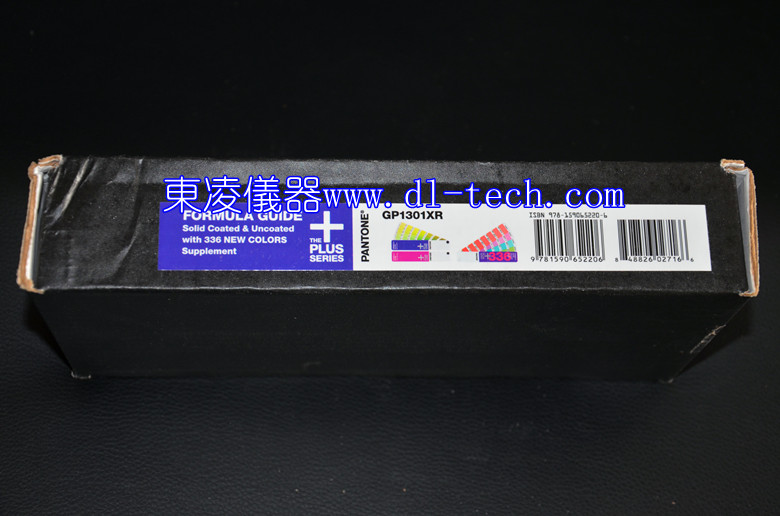 東凌儀器www.dl-tech.com
FORMULA GUIDE
Solid Coated & Uncoated
with 336 NEW COLORS
Supplement
+
THE
PLUS
SERIES
PANTONE®
GP1301XR
336
ISBN 978-159065220-6
9 781590 652206
8 48826 02716 6